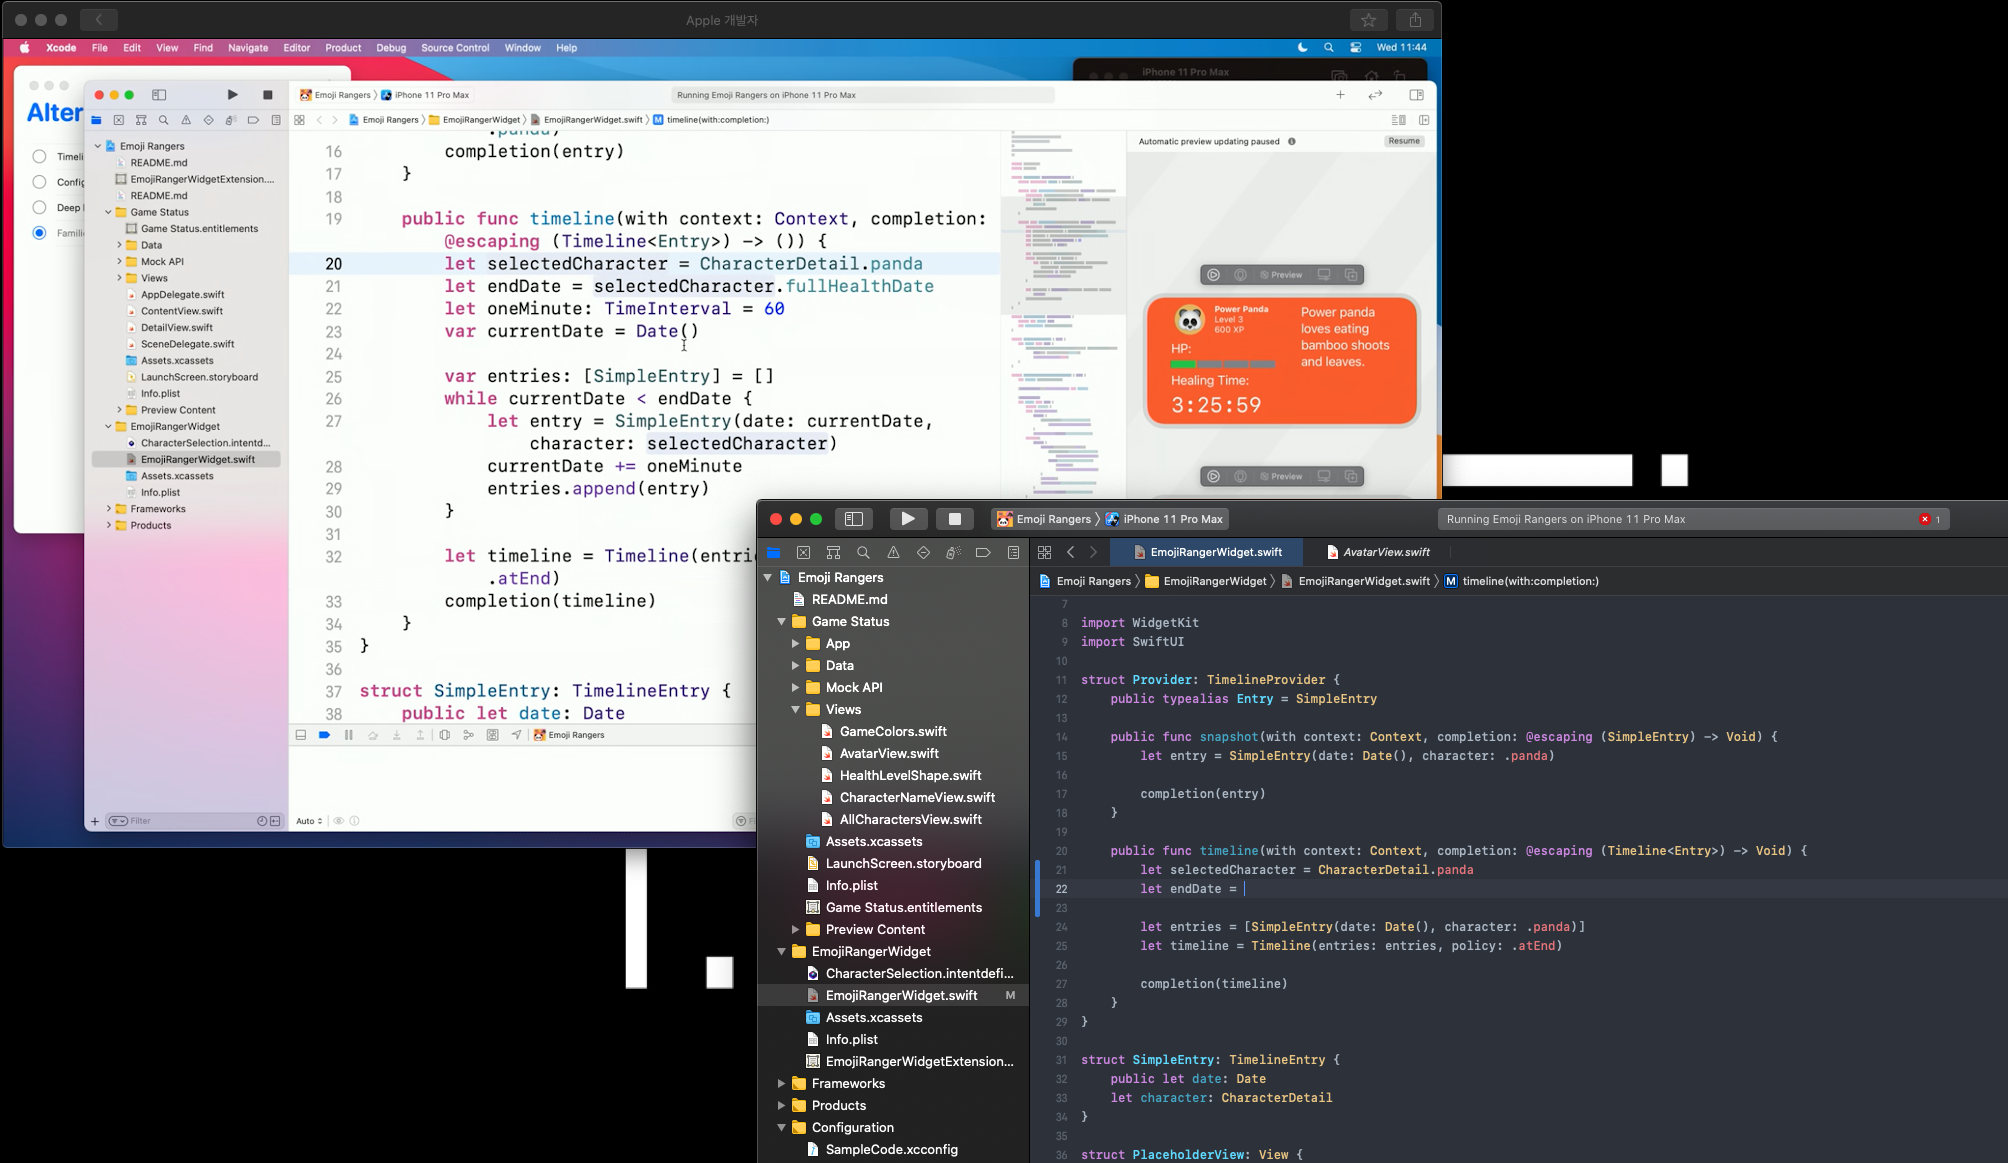 Apple 개발자
Xcode File Edit View Find Navigate Editor Product Debug Source Control Window Help
Wed 11:44
iPhone 11 Pro Max
Alter
Timeli
Config
Deep
Famili
Emoji Rangers
iPhone 11 Pro Max
Running Emoji Rangers on iPhone 11 Pro Max
Emoji Rangers
EmojiRangerWidget
EmojiRangerWidget.swift
M timeline(with:completion:)
Emoji Rangers
README.md
EmojiRangerWidgetExtension....
README.md
Game Status
Game Status.entitlements
Data
Mock API
Views
AppDelegate.swift
ContentView.swift
DetailView.swift
SceneDelegate.swift
Assets.xcassets
LaunchScreen.storyboard
Info.plist
Preview Content
EmojiRangerWidget
CharacterSelection.intentd...
EmojiRangerWidget.swift
Assets.xcassets
Info.plist
Frameworks
Products
Filter
.panda)
16 completion(entry)
17 }
18
19 public func timeline(with context: Context, completion:
@escaping (Timeline<Entry>) -> ()) {
20 let selectedCharacter = CharacterDetail.panda
21 let endDate = selectedCharacter.fullHealthDate
22 let oneMinute: TimeInterval = 60
23 var currentDate = Date()
24
25 var entries: [SimpleEntry] = []
26 while currentDate < endDate {
27 let entry = SimpleEntry(date: currentDate,
character: selectedCharacter)
28 currentDate += oneMinute
29 entries.append(entry)
30 }
31
32 let timeline = Timeline(entri
.atEnd)
33 completion(timeline)
34 }
35 }
36
37 struct SimpleEntry: TimelineEntry {
38 public let date: Date
Emoji Rangers
Auto
Automatic preview updating paused
Resume
Preview
Power Panda
Level 3
600 XP
HP:
Healing Time:
3:25:59
Power panda
loves eating
bamboo shoots
and leaves.
Preview
Emoji Rangers
iPhone 11 Pro Max
Running Emoji Rangers on iPhone 11 Pro Max
1
EmojiRangerWidget.swift
AvatarView.swift
Emoji Rangers
EmojiRangerWidget
EmojiRangerWidget.swift
M timeline(with:completion:)
Emoji Rangers
README.md
Game Status
App
Data
Mock API
Views
GameColors.swift
AvatarView.swift
HealthLevelShape.swift
CharacterNameView.swift
AllCharactersView.swift
Assets.xcassets
LaunchScreen.storyboard
Info.plist
Game Status.entitlements
Preview Content
EmojiRangerWidget
CharacterSelection.intentdefi...
EmojiRangerWidget.swift M
Assets.xcassets
Info.plist
EmojiRangerWidgetExtension...
Frameworks
Products
Configuration
SampleCode.xcconfig
7
8 import WidgetKit
9 import SwiftUI
10
11 struct Provider: TimelineProvider {
12 public typealias Entry = SimpleEntry
13
14 public func snapshot(with context: Context, completion: @escaping (SimpleEntry) -> Void) {
15 let entry = SimpleEntry(date: Date(), character: .panda)
16
17 completion(entry)
18 }
19
20 public func timeline(with context: Context, completion: @escaping (Timeline<Entry>) -> Void) {
21 let selectedCharacter = CharacterDetail.panda
22 let endDate =
23
24 let entries = [SimpleEntry(date: Date(), character: .panda)]
25 let timeline = Timeline(entries: entries, policy: .atEnd)
26
27 completion(timeline)
28 }
29 }
30
31 struct SimpleEntry: TimelineEntry {
32 public let date: Date
33 let character: CharacterDetail
34 }
35
36 struct PlaceholderView: View {